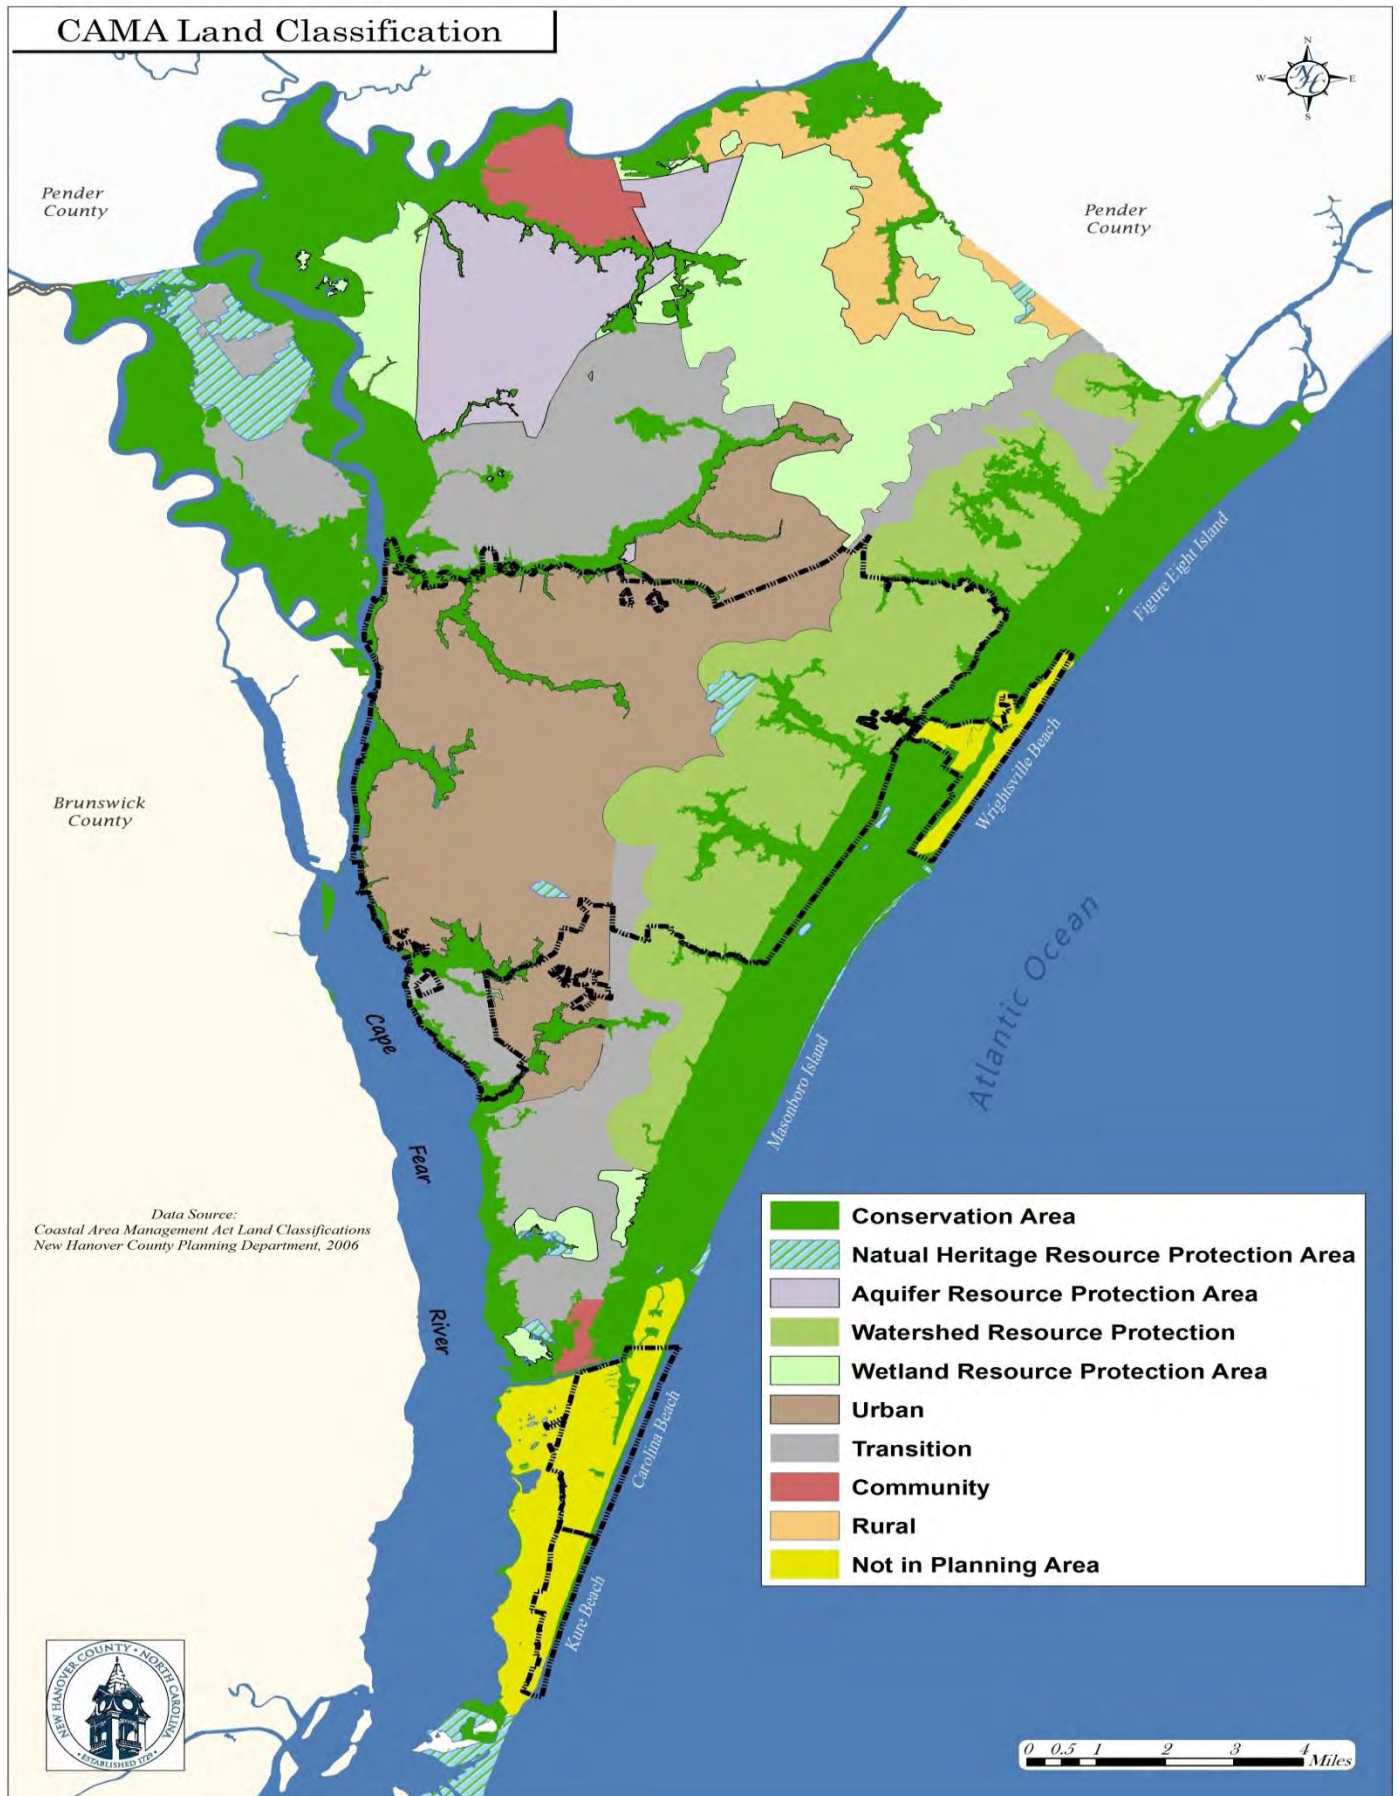 CAMA Land Classification
N
W
E
NH
S
Pender
County
Pender
County
Figure Eight Island
Wrightsville Beach
Brunswick
County
Atlantic Ocean
Cape
Fear
River
Masonboro Island
Data Source:
Coastal Area Management Act Land Classifications
New Hanover County Planning Department, 2006
Carolina Beach
Kure Beach
Conservation Area
Natual Heritage Resource Protection Area
Aquifer Resource Protection Area
Watershed Resource Protection
Wetland Resource Protection Area
Urban
Transition
Community
Rural
Not in Planning Area
NEW HANOVER COUNTY • NORTH CAROLINA
• ESTABLISHED 1729 •
0 0.5 1 2 3 4
Miles